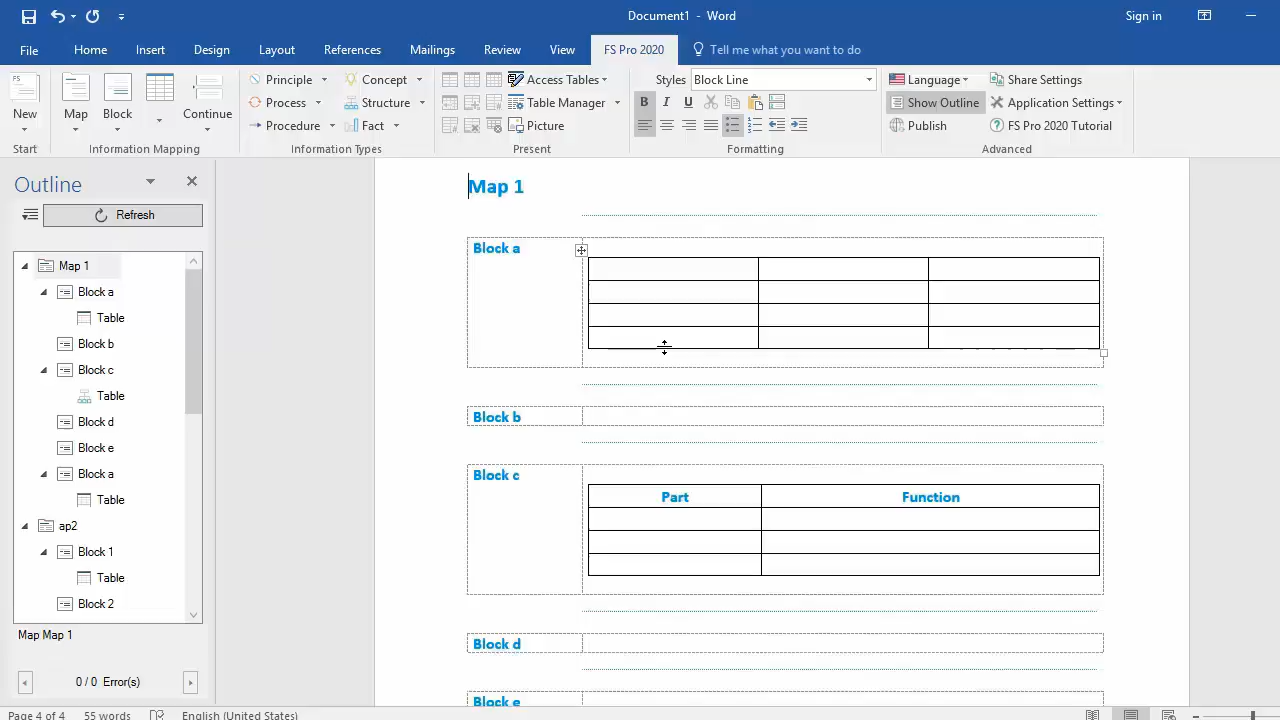 Document1 - Word
Sign in
File
Home
Insert
Design
Layout
References
Mailings
Review
View
FS Pro 2020
Tell me what you want to do
New
Map
Block
Continue
Principle
Process
Procedure
Concept
Structure
Fact
Access Tables
Table Manager
Picture
Styles
Block Line
B I U
Language
Show Outline
Publish
Share Settings
Application Settings
FS Pro 2020 Tutorial
Start
Information Mapping
Information Types
Present
Formatting
Advanced
Outline
Refresh
Map 1
Block a
Table
Block b
Block c
Table
Block d
Block e
Block a
Table
ap2
Block 1
Table
Block 2
Map Map 1
0 / 0 Error(s)
Map 1
Block a
Block b
Block c
Part Function
Block d
Block e
Page 4 of 4 55 words English (United States)